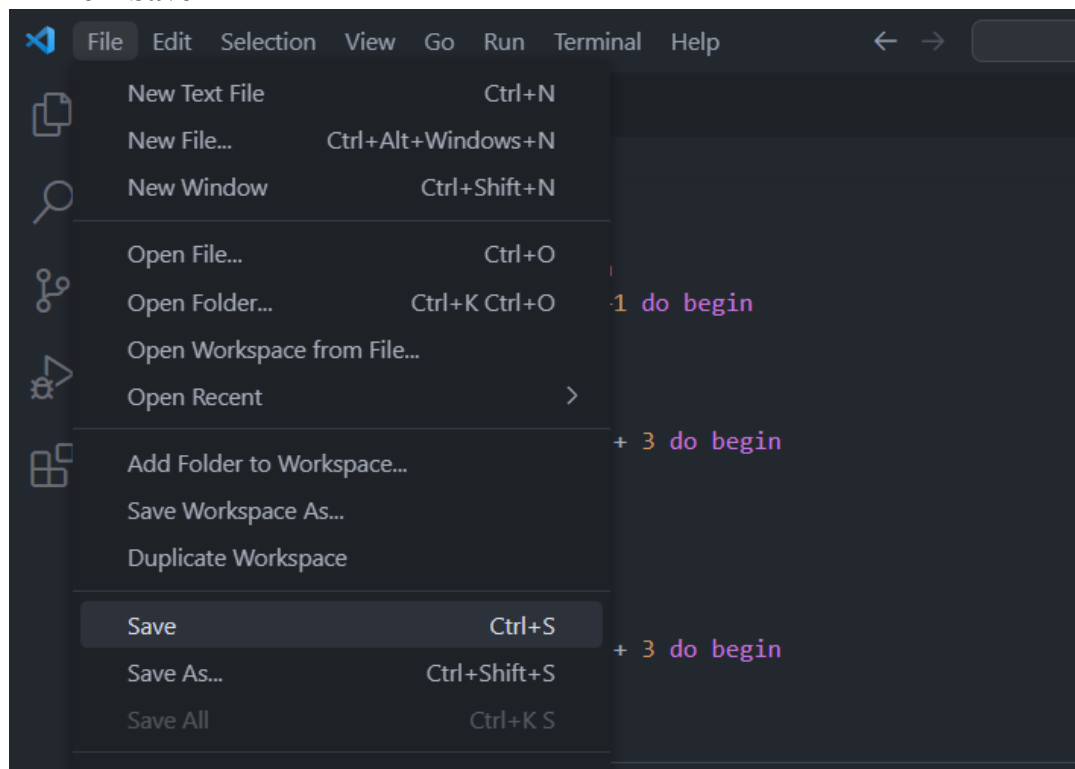 File Edit Selection View Go Run Terminal Help
New Text File Ctrl+N
New File... Ctrl+Alt+Windows+N
New Window Ctrl+Shift+N
Open File... Ctrl+O
Open Folder... Ctrl+K Ctrl+O
1 do begin
Open Workspace from File...
Open Recent
+ 3 do begin
Add Folder to Workspace...
Save Workspace As...
Duplicate Workspace
Save Ctrl+S
+ 3 do begin
Save As... Ctrl+Shift+S
Save All Ctrl+K S